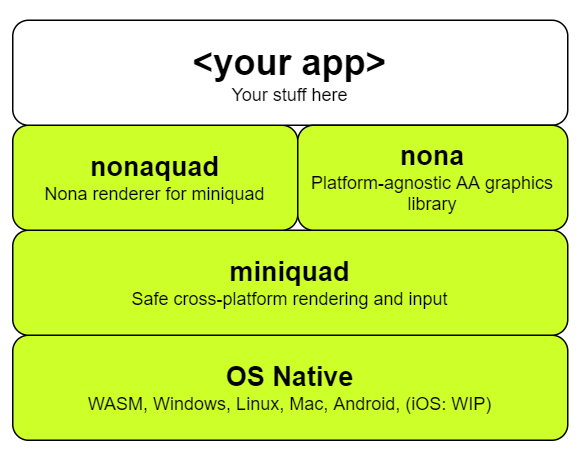 <your app>
Your stuff here
nonaquad
Nona renderer for miniquad
nona
Platform-agnostic AA graphics
library
miniquad
Safe cross-platform rendering and input
OS Native
WASM, Windows, Linux, Mac, Android, (iOS: WIP)